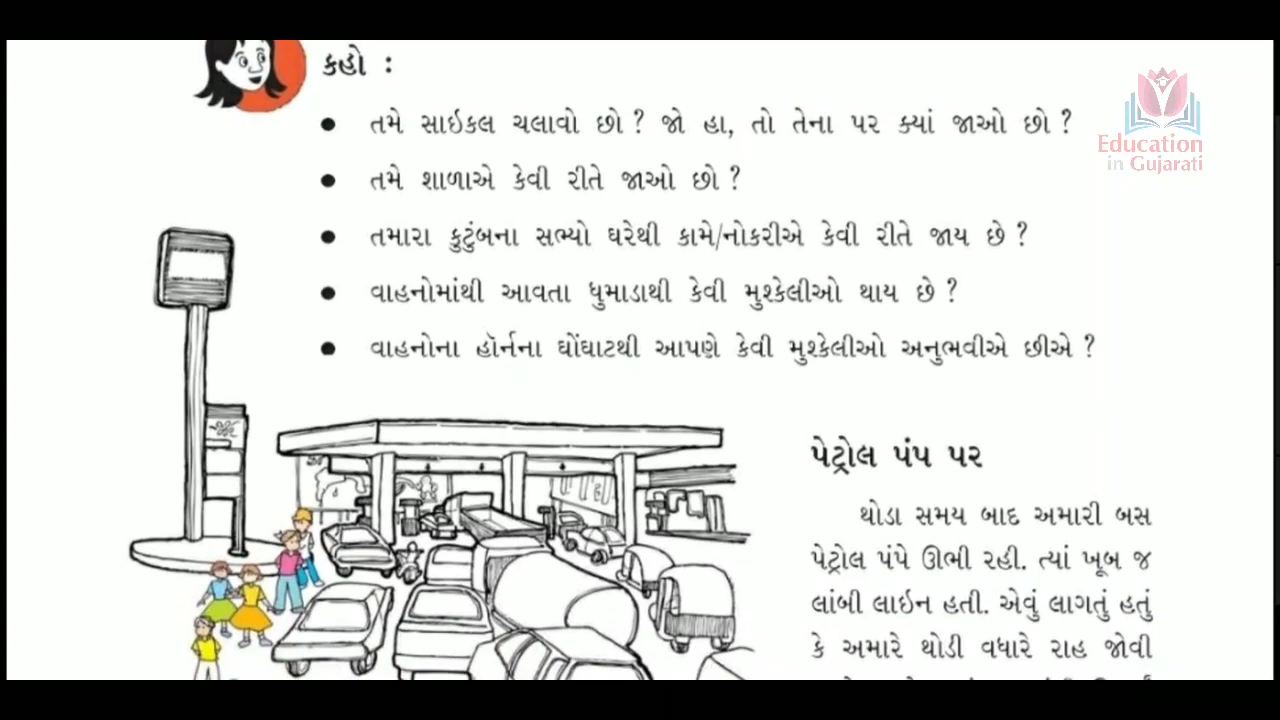 કહો :
Education
in Gujarati
• તમે સાઇકલ ચલાવો છો ? જો હા, તો તેના પર ક્યાં જાઓ છો ?
• તમે શાળાએ કેવી રીતે જાઓ છો ?
• તમારા કુટુંબના સભ્યો ઘરેથી કામે/નોકરીએ કેવી રીતે જાય છે ?
• વાહનોમાંથી આવતા ધુમાડાથી કેવી મુશ્કેલીઓ થાય છે ?
• વાહનોના હૉર્નના ઘોંઘાટથી આપણે કેવી મુશ્કેલીઓ અનુભવીએ છીએ ?
પેટ્રોલ પંપ પર
થોડા સમય બાદ અમારી બસ
પેટ્રોલ પંપે ઊભી રહી. ત્યાં ખૂબ જ
લાંબી લાઇન હતી. એવું લાગતું હતું
કે અમારે થોડી વધારે રાહ જોવી